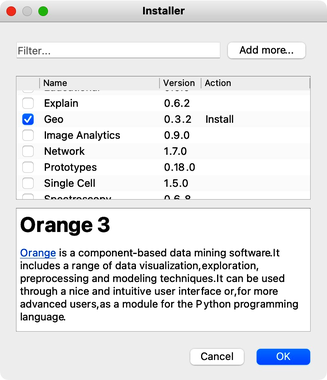 Installer
Filter...
Add more...
Name Version Action
Explain 0.6.2
Geo 0.3.2 Install
Image Analytics 0.9.0
Network 1.7.0
Prototypes 0.18.0
Single Cell 1.5.0
Spectroscopy 0.6.8
Orange 3
Orange is a component-based data mining software.It
includes a range of data visualization,exploration,
preprocessing and modeling techniques.It can be used
through a nice and intuitive user interface or,for more
advanced users,as a module for the Python programming
language.
Cancel
OK